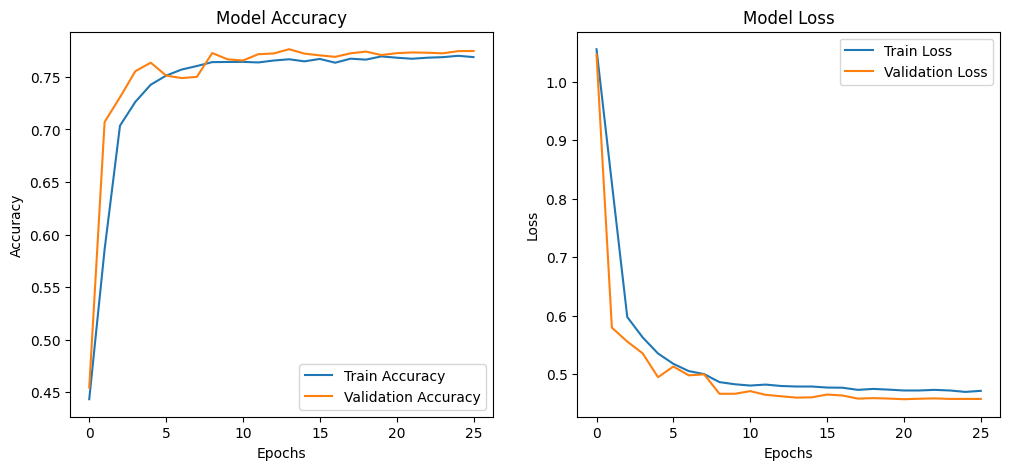 Model Accuracy
Accuracy
0.75
0.70
0.65
0.60
0.55
0.50
0.45
Train Accuracy
Validation Accuracy
0 5 10 15 20 25
Epochs
Model Loss
Loss
1.0
0.9
0.8
0.7
0.6
0.5
Train Loss
Validation Loss
0 5 10 15 20 25
Epochs